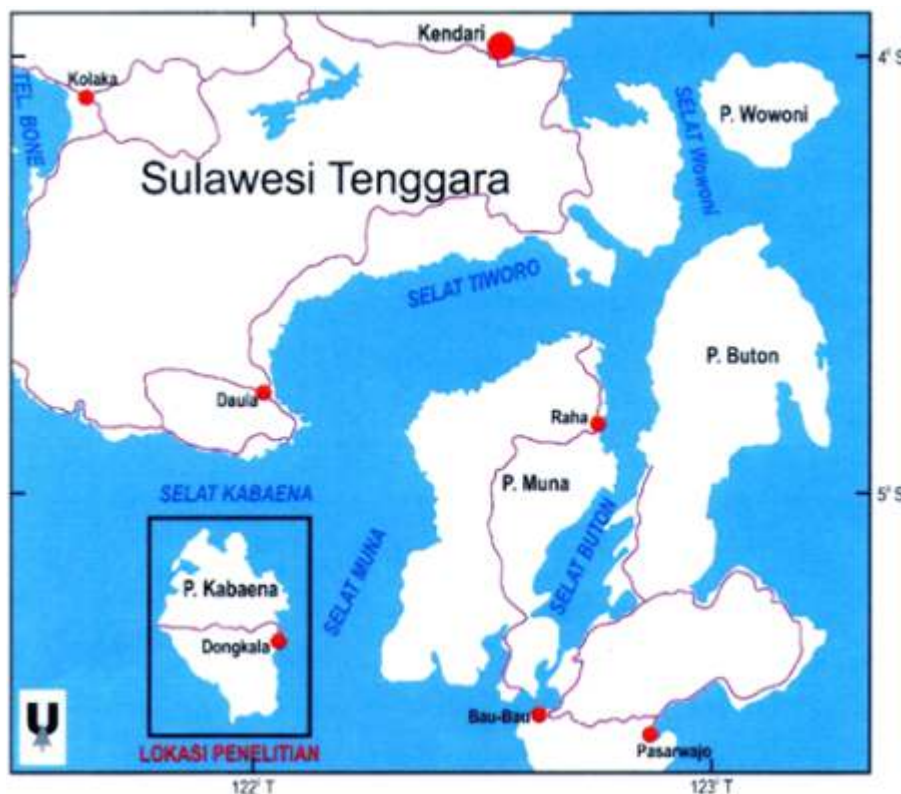 Kendari
4° S
Kolaka
TEL. BONE
P. Wowoni
SELAT Wowoni
Sulawesi Tenggara
SELAT TIWORO
P. Buton
Daula
Raha
P. Muna
SELAT KABAENA
5° S
SELAT MUNA
SELAT BUTON
P. Kabaena
Dongkala
U
Bau-Bau
LOKASI PENELITIAN
Pasarwajo
122° T
123° T